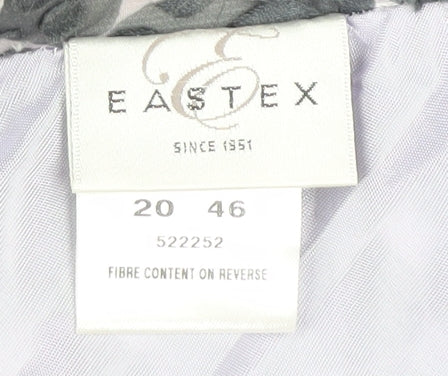 E
EASTEX
SINCE 1951
20 46
522252
FIBRE CONTENT ON REVERSE